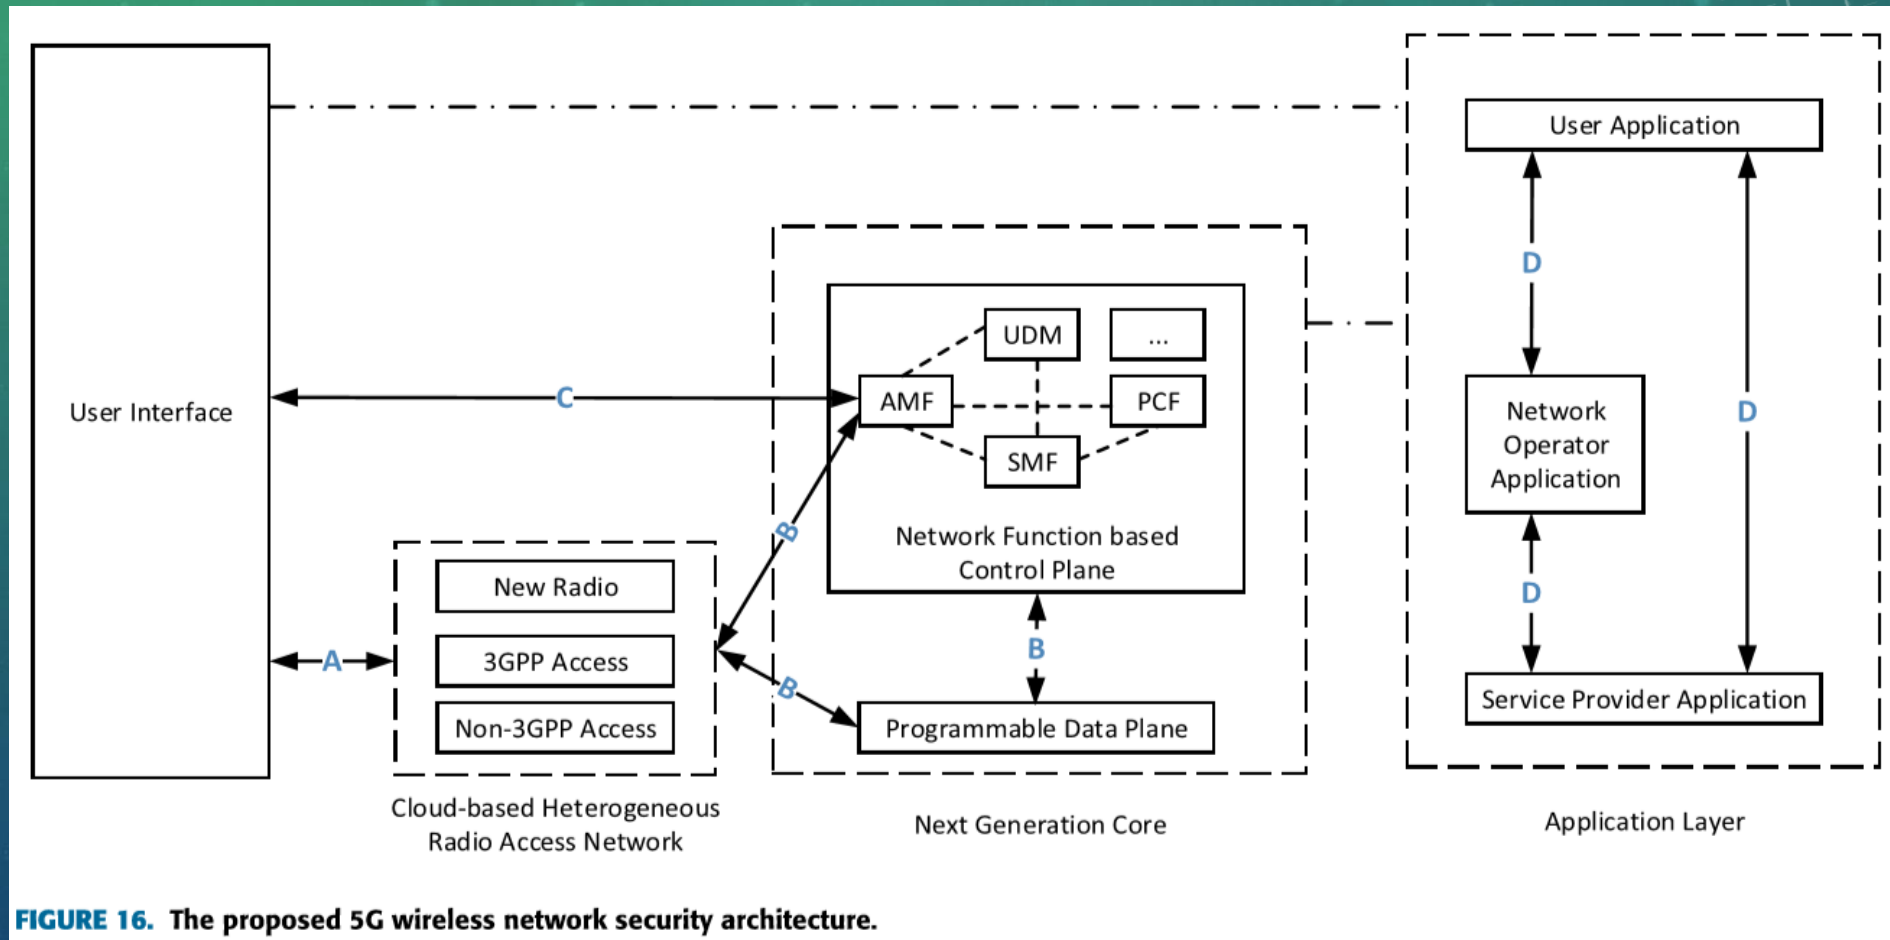 User Interface
C
A
New Radio
3GPP Access
Non-3GPP Access
Cloud-based Heterogeneous
Radio Access Network
B
B
B
UDM
...
AMF
PCF
SMF
Network Function based
Control Plane
Programmable Data Plane
Next Generation Core
User Application
D
D
Network
Operator
Application
D
Service Provider Application
Application Layer
FIGURE 16. The proposed 5G wireless network security architecture.